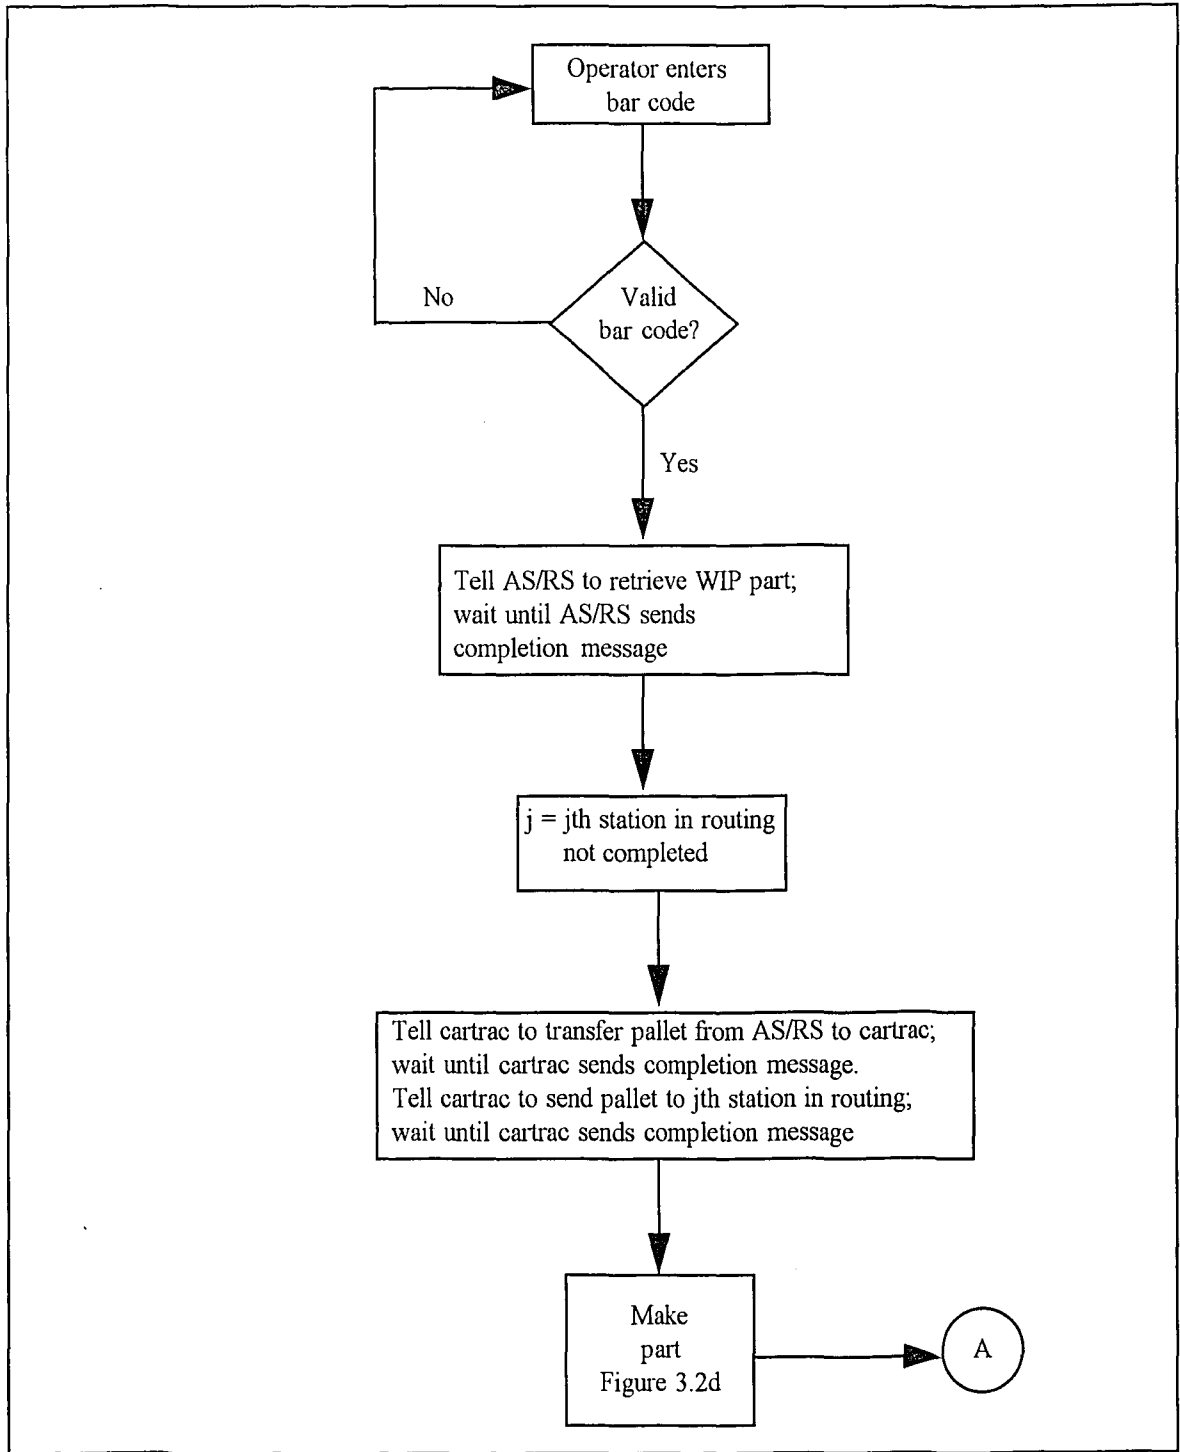 Operator enters
bar code
Valid
bar code?
No
Yes
Tell AS/RS to retrieve WIP part;
wait until AS/RS sends
completion message
j = jth station in routing
not completed
Tell cartrac to transfer pallet from AS/RS to cartrac;
wait until cartrac sends completion message.
Tell cartrac to send pallet to jth station in routing;
wait until cartrac sends completion message
Make
part
Figure 3.2d
A